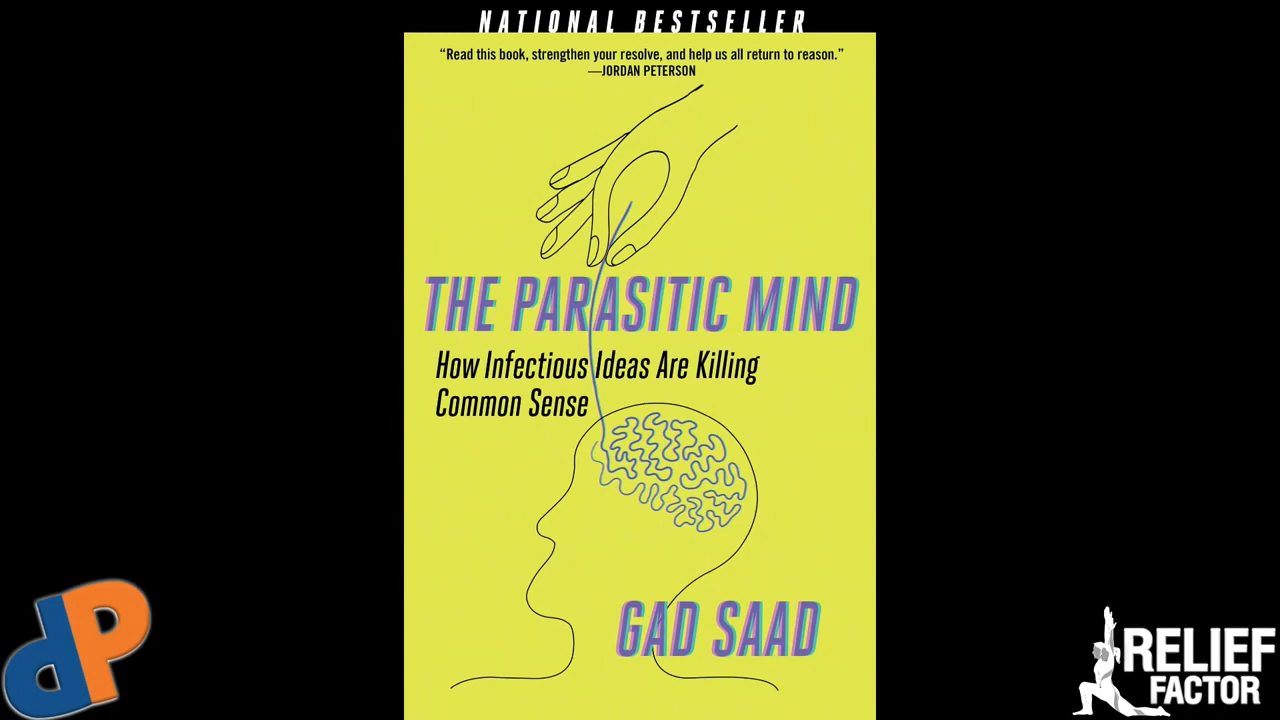 NATIONAL BESTSELLER
“Read this book, strengthen your resolve, and help us all return to reason.”
—JORDAN PETERSON
THE PARASITIC MIND
How Infectious Ideas Are Killing
Common Sense
GAD SAAD
dP
RELIEF
FACTOR